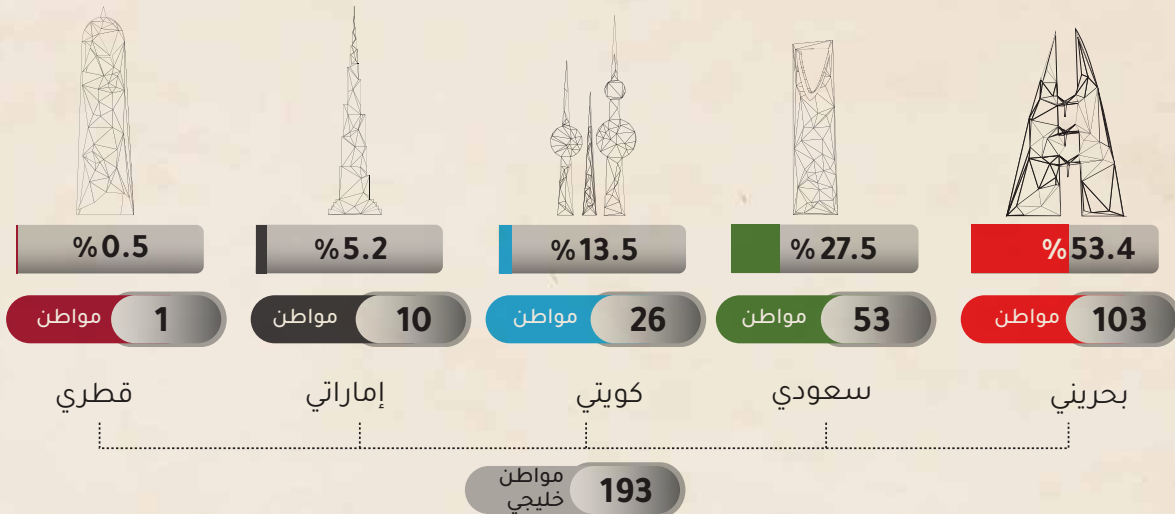 %53.4
%27.5
%13.5
%5.2
%0.5
مواطن 103
مواطن 53
مواطن 26
مواطن 10
مواطن 1
بحريني
سعودي
كويتي
إماراتي
قطري
مواطن
خليجي
193